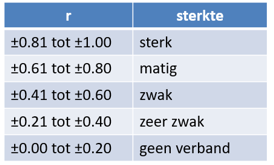 r sterkte
±0.81 tot ±1.00 sterk
±0.61 tot ±0.80 matig
±0.41 tot ±0.60 zwak
±0.21 tot ±0.40 zeer zwak
±0.00 tot ±0.20 geen verband